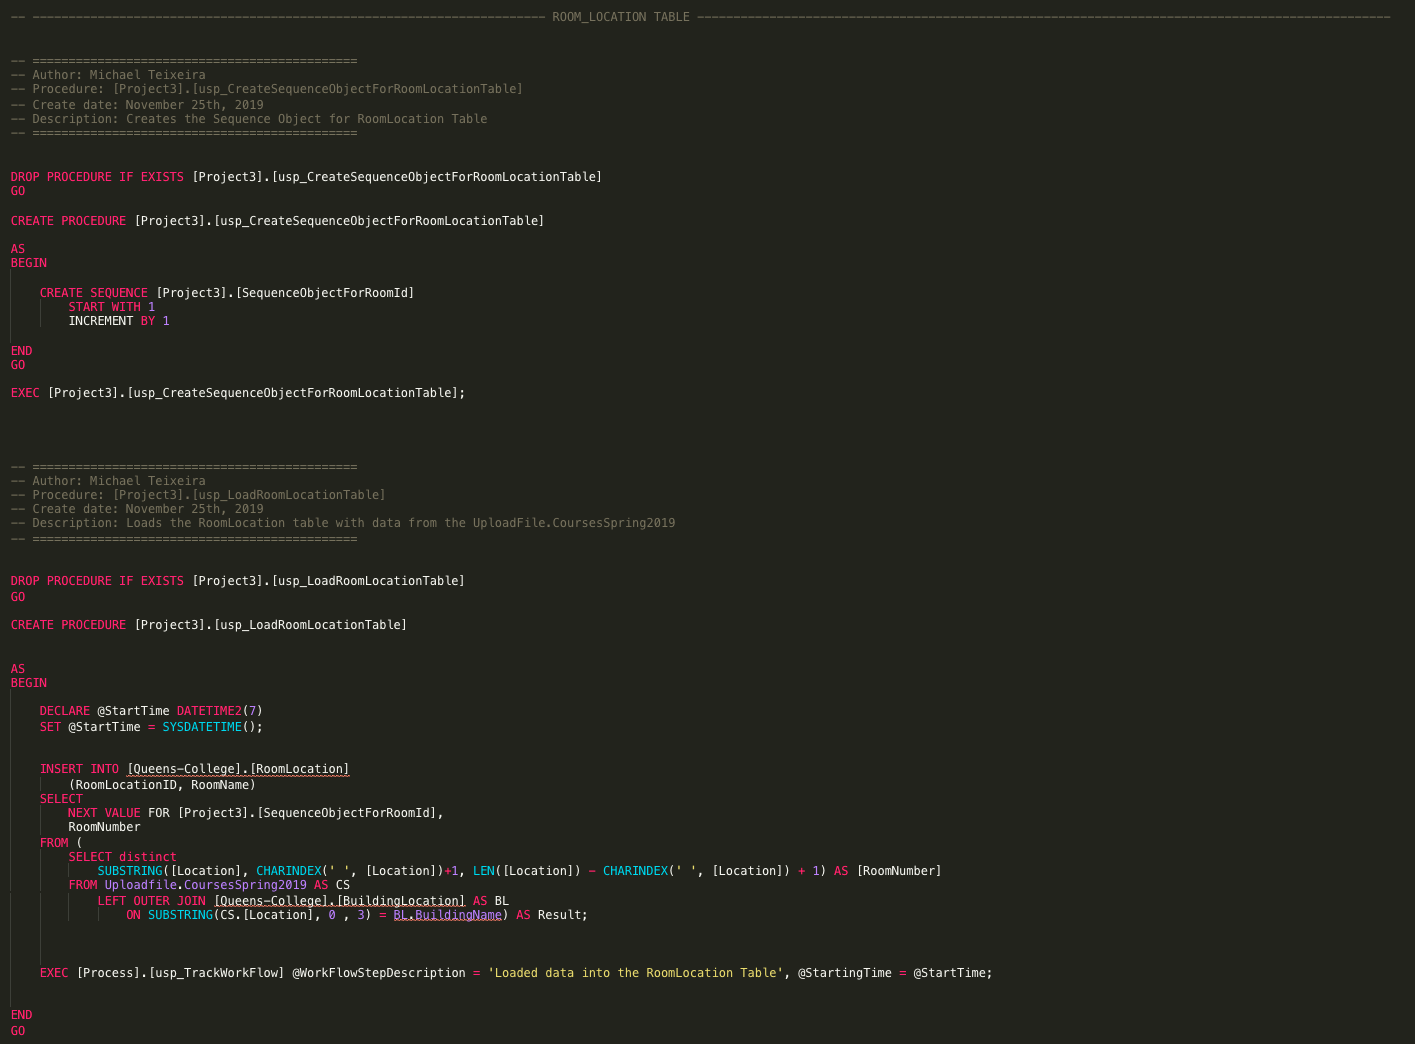 -- ----------------------------------------------------------------------- ROOM_LOCATION TABLE ------------------------------------------------------------------------------------------------
-- =============================================
-- Author: Michael Teixeira
-- Procedure: [Project3].[usp_CreateSequenceObjectForRoomLocationTable]
-- Create date: November 25th, 2019
-- Description: Creates the Sequence Object for RoomLocation Table
-- =============================================
DROP PROCEDURE IF EXISTS [Project3].[usp_CreateSequenceObjectForRoomLocationTable]
GO
CREATE PROCEDURE [Project3].[usp_CreateSequenceObjectForRoomLocationTable]
AS
BEGIN
CREATE SEQUENCE [Project3].[SequenceObjectForRoomId]
START WITH 1
INCREMENT BY 1
END
GO
EXEC [Project3].[usp_CreateSequenceObjectForRoomLocationTable];
-- =============================================
-- Author: Michael Teixeira
-- Procedure: [Project3].[usp_LoadRoomLocationTable]
-- Create date: November 25th, 2019
-- Description: Loads the RoomLocation table with data from the UploadFile.CoursesSpring2019
-- =============================================
DROP PROCEDURE IF EXISTS [Project3].[usp_LoadRoomLocationTable]
GO
CREATE PROCEDURE [Project3].[usp_LoadRoomLocationTable]
AS
BEGIN
DECLARE @StartTime DATETIME2(7)
SET @StartTime = SYSDATETIME();
INSERT INTO [Queens-College].[RoomLocation]
(RoomLocationID, RoomName)
SELECT
NEXT VALUE FOR [Project3].[SequenceObjectForRoomId],
RoomNumber
FROM (
SELECT distinct
SUBSTRING([Location], CHARINDEX(' ', [Location])+1, LEN([Location]) - CHARINDEX(' ', [Location]) + 1) AS [RoomNumber]
FROM Uploadfile.CoursesSpring2019 AS CS
LEFT OUTER JOIN [Queens-College].[BuildingLocation] AS BL
ON SUBSTRING(CS.[Location], 0 , 3) = BL.BuildingName) AS Result;
EXEC [Process].[usp_TrackWorkFlow] @WorkFlowStepDescription = 'Loaded data into the RoomLocation Table', @StartingTime = @StartTime;
END
GO